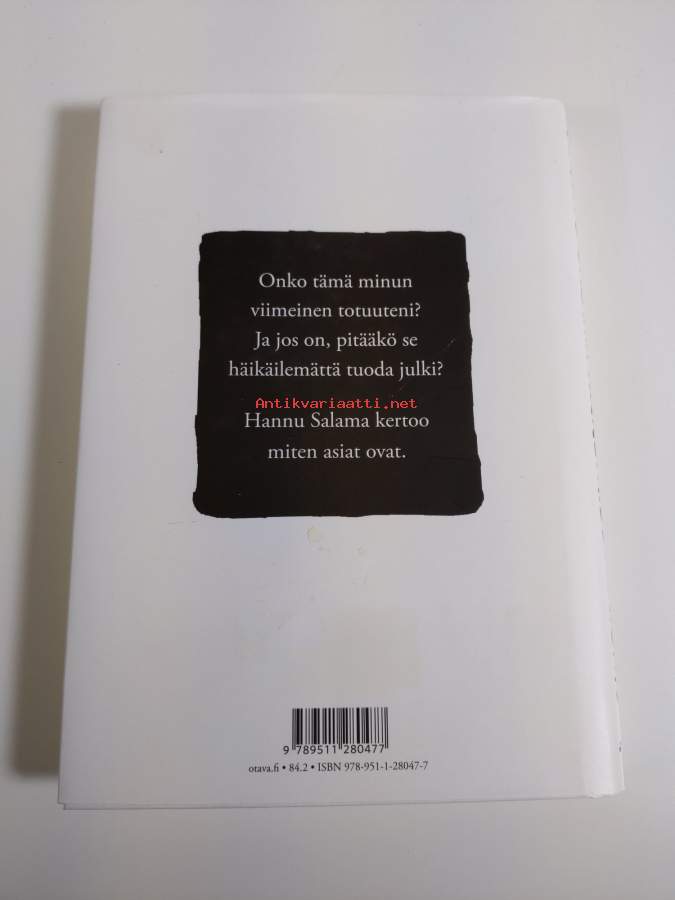 Onko tämä minun
viimeinen totuuteni?
Ja jos on, pitääkö se
häikäilemättä tuoda julki?
Antikvariaatti.net
Hannu Salama kertoo
miten asiat ovat.
9 789511 280477
otava.fi • 84.2 • ISBN 978-951-1-28047-7